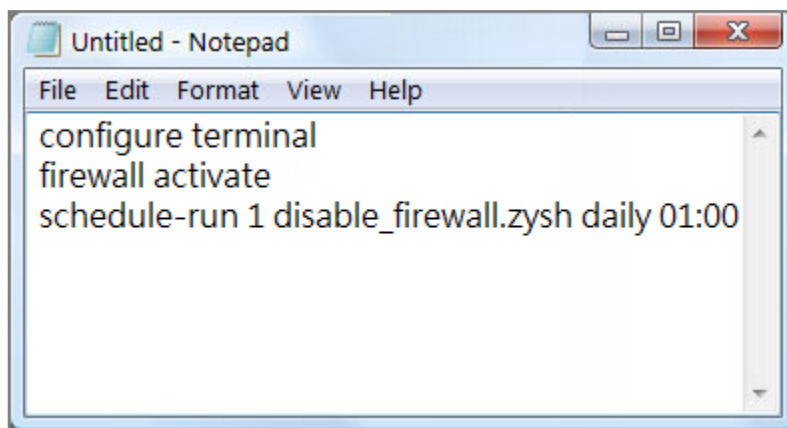 Untitled - Notepad
File Edit Format View Help
configure terminal
firewall activate
schedule-run 1 disable_firewall.zysh daily 01:00